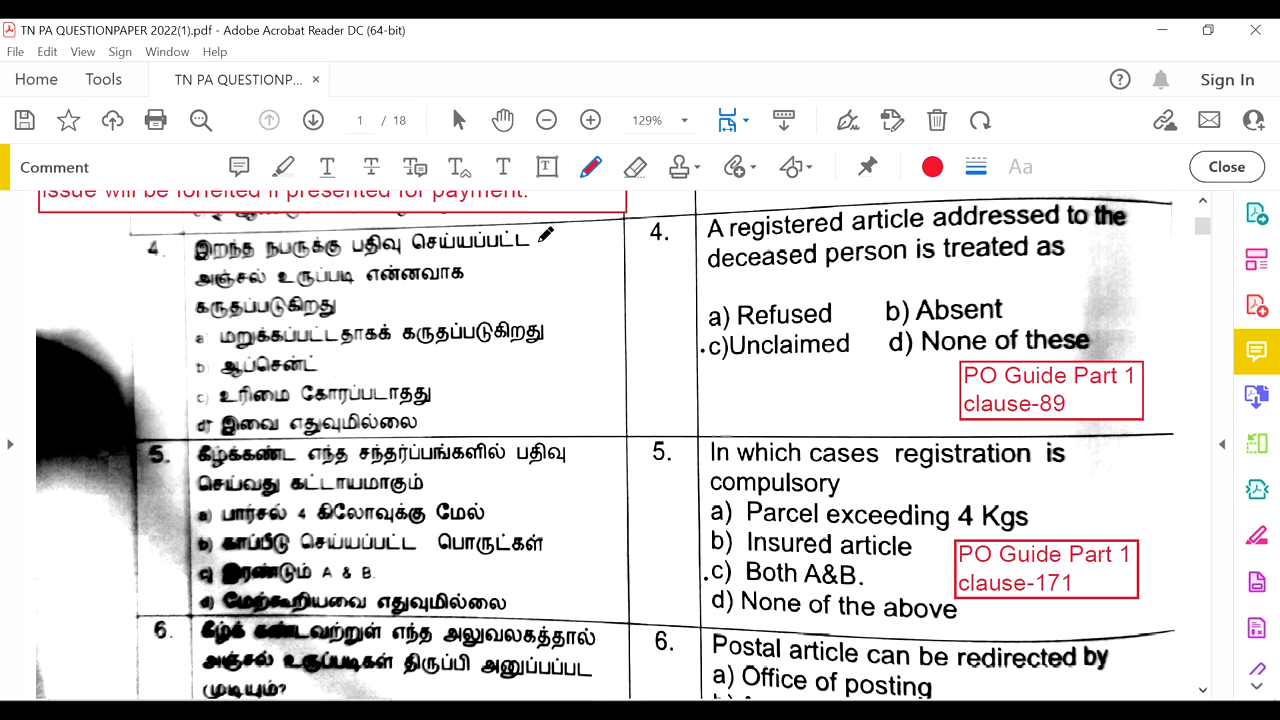 TN PA QUESTIONPAPER 2022(1).pdf - Adobe Acrobat Reader DC (64-bit)
File Edit View Sign Window Help
Home Tools TN PA QUESTIONP... × Sign In
1 / 18 129%
Comment Aa Close
issue will be forfeited if presented for payment.
4. இறந்த நபருக்கு பதிவு செய்யப்பட்ட
அஞ்சல் உருப்படி என்னவாக
கருதப்படுகிறது
a மறுக்கப்பட்டதாகக் கருதப்படுகிறது
b) ஆப்சென்ட்
c) உரிமை கோரப்படாதது
d) இவை எதுவுமில்லை
4. A registered article addressed to the
deceased person is treated as
a) Refused b) Absent
.c)Unclaimed d) None of these
PO Guide Part 1
clause-89
5. கீழ்க்கண்ட எந்த சந்தர்ப்பங்களில் பதிவு
செய்வது கட்டாயமாகும்
a) பார்சல் 4 கிலோவுக்கு மேல்
b) காப்பீடு செய்யப்பட்ட பொருட்கள்
c) இரண்டும் A & B.
d) மேற்கூறியவை எதுவுமில்லை
5. In which cases registration is
compulsory
a) Parcel exceeding 4 Kgs
b) Insured article
.c) Both A&B.
d) None of the above
PO Guide Part 1
clause-171
6. கீழ்க் கண்டவற்றுள் எந்த அலுவலகத்தால்
அஞ்சல் உருப்படிகள் திருப்பி அனுப்பப்பட
முடியும்?
6. Postal article can be redirected by
a) Office of posting